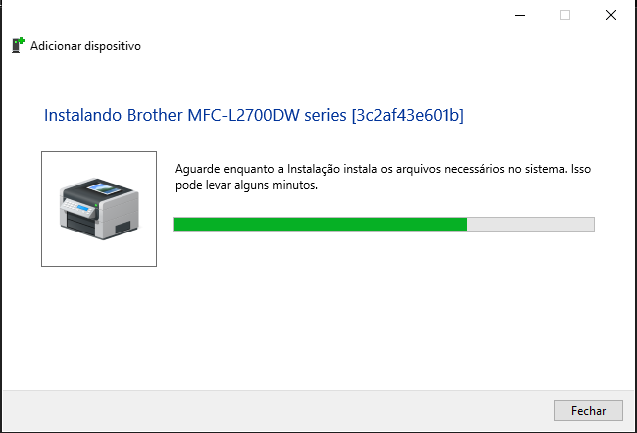 Adicionar dispositivo
Instalando Brother MFC-L2700DW series [3c2af43e601b]
Aguarde enquanto a Instalação instala os arquivos necessários no sistema. Isso
pode levar alguns minutos.
Fechar